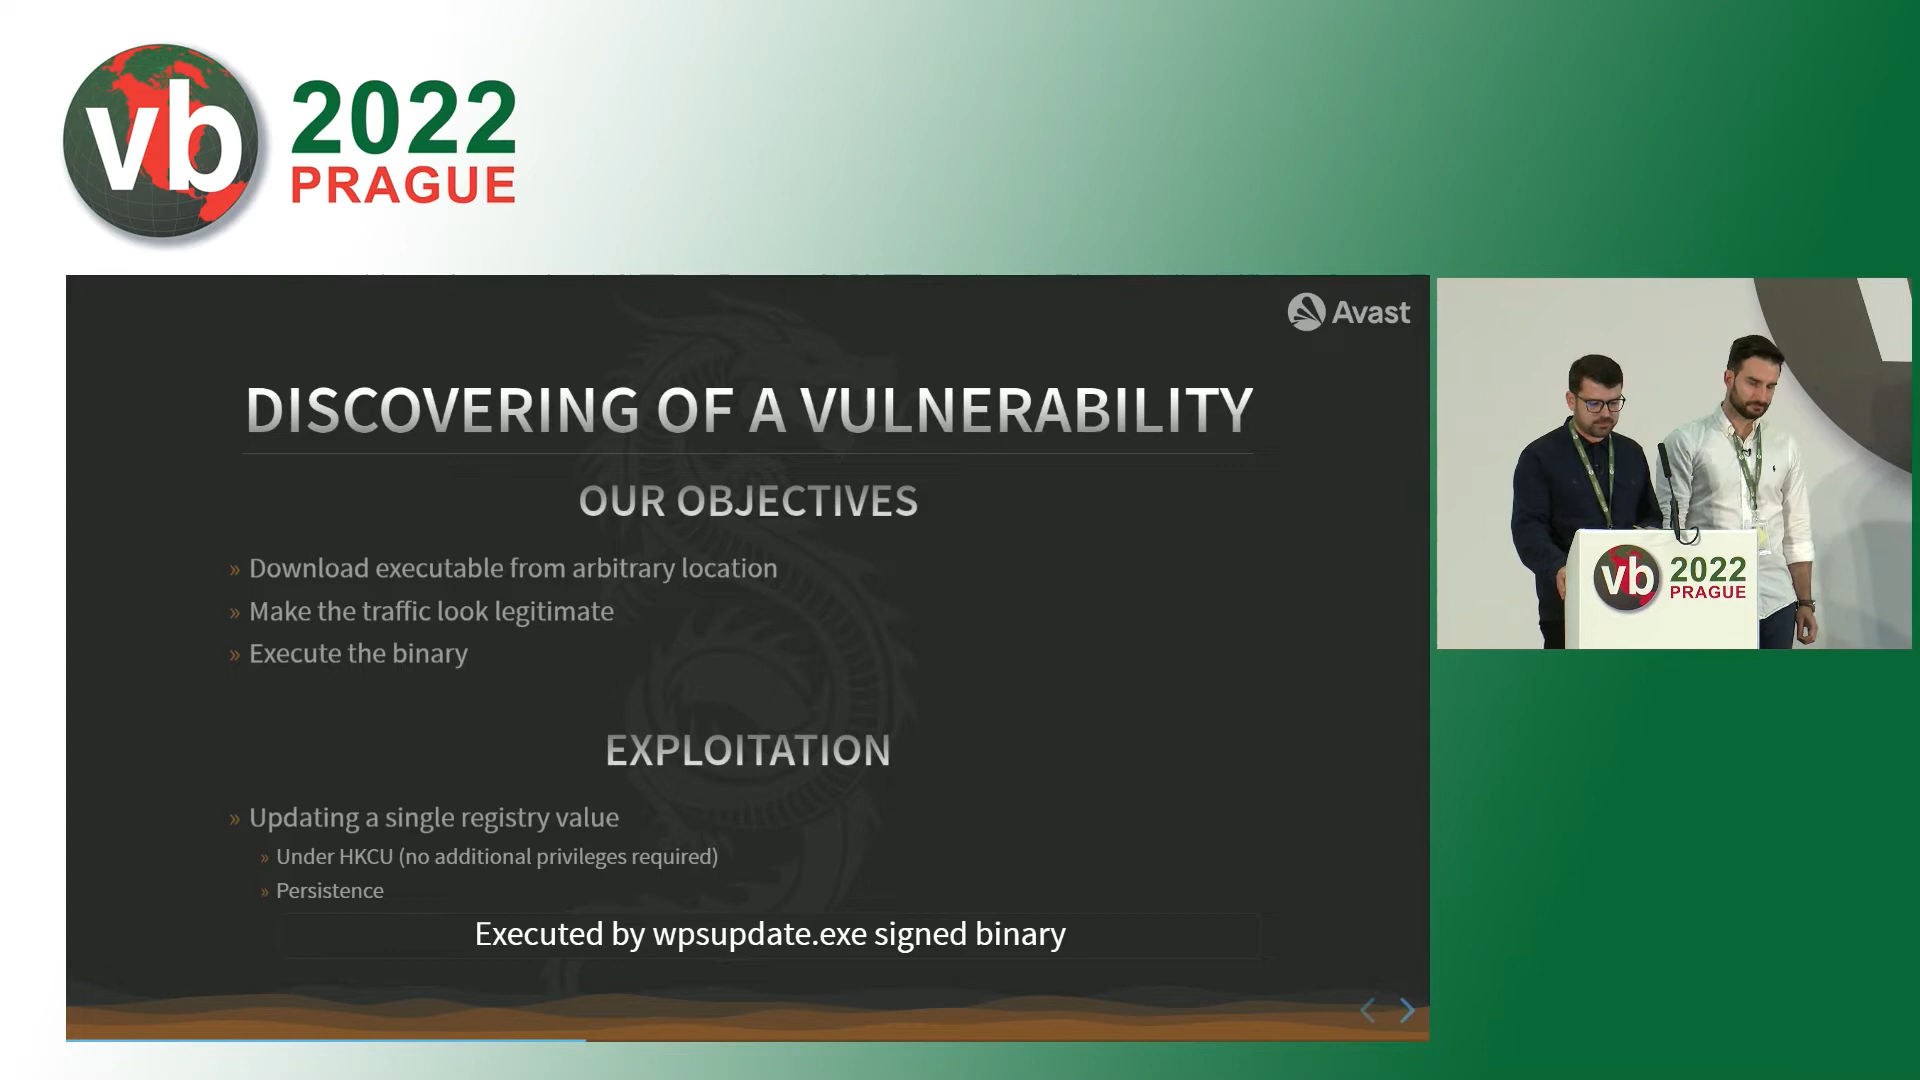 vb
2022
PRAGUE
Avast
DISCOVERING OF A VULNERABILITY
OUR OBJECTIVES
» Download executable from arbitrary location
» Make the traffic look legitimate
» Execute the binary
EXPLOITATION
» Updating a single registry value
» Under HKCU (no additional privileges required)
» Persistence
Executed by wpsupdate.exe signed binary
vb
2022
PRAGUE